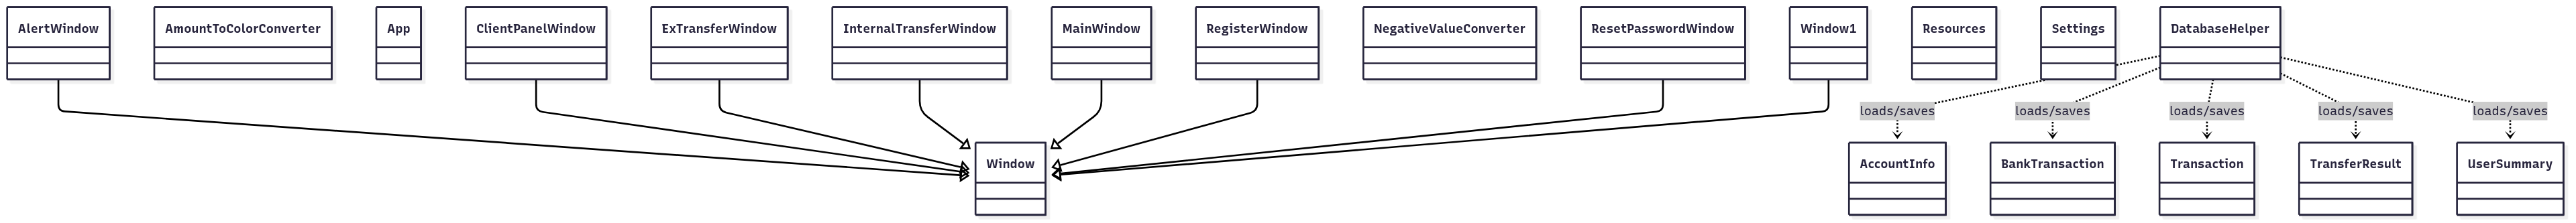 AlertWindow
AmountToColorConverter
App
ClientPanelWindow
ExTransferWindow
InternalTransferWindow
MainWindow
RegisterWindow
NegativeValueConverter
ResetPasswordWindow
Window1
Resources
Settings
DatabaseHelper
loads/saves
loads/saves
loads/saves
loads/saves
loads/saves
Window
AccountInfo
BankTransaction
Transaction
TransferResult
UserSummary